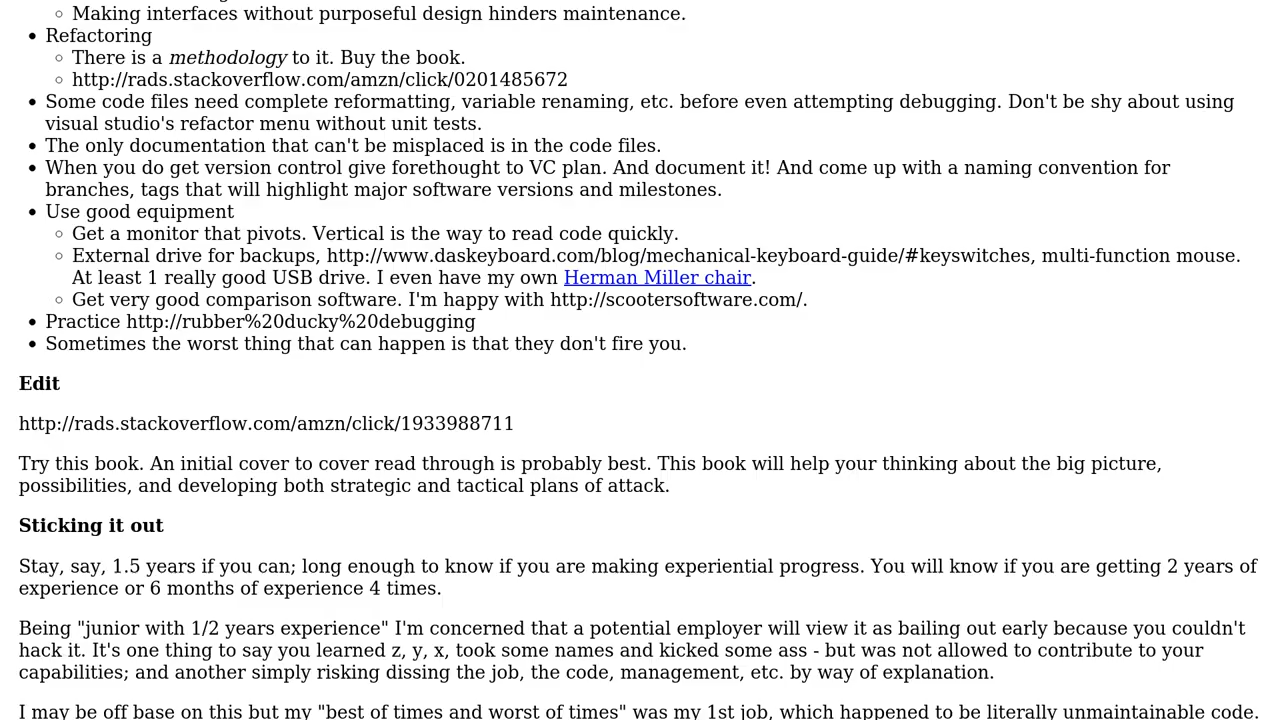 Making interfaces without purposeful design hinders maintenance.
Refactoring
There is a methodology to it. Buy the book.
http://rads.stackoverflow.com/amzn/click/0201485672
Some code files need complete reformatting, variable renaming, etc. before even attempting debugging. Don't be shy about using
visual studio's refactor menu without unit tests.
The only documentation that can't be misplaced is in the code files.
When you do get version control give forethought to VC plan. And document it! And come up with a naming convention for
branches, tags that will highlight major software versions and milestones.
Use good equipment
Get a monitor that pivots. Vertical is the way to read code quickly.
External drive for backups, http://www.daskeyboard.com/blog/mechanical-keyboard-guide/#keyswitches, multi-function mouse.
At least 1 really good USB drive. I even have my own Herman Miller chair.
Get very good comparison software. I'm happy with http://scootersoftware.com/.
Practice http://rubber%20ducky%20debugging
Sometimes the worst thing that can happen is that they don't fire you.
Edit
http://rads.stackoverflow.com/amzn/click/1933988711
Try this book. An initial cover to cover read through is probably best. This book will help your thinking about the big picture,
possibilities, and developing both strategic and tactical plans of attack.
Sticking it out
Stay, say, 1.5 years if you can; long enough to know if you are making experiential progress. You will know if you are getting 2 years of
experience or 6 months of experience 4 times.
Being "junior with 1/2 years experience" I'm concerned that a potential employer will view it as bailing out early because you couldn't
hack it. It's one thing to say you learned z, y, x, took some names and kicked some ass - but was not allowed to contribute to your
capabilities; and another simply risking dissing the job, the code, management, etc. by way of explanation.
I may be off base on this but my "best of times and worst of times" was my 1st job, which happened to be literally unmaintainable code.